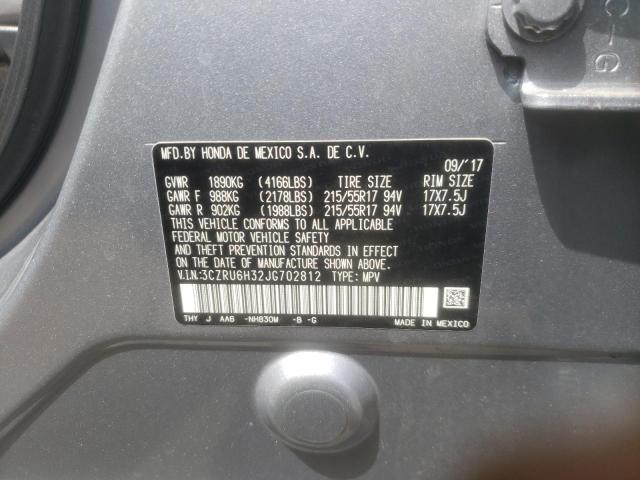 MFD.BY HONDA DE MEXICO S.A. DE C.V.
09/'17
GVWR 1890KG (4166LBS) TIRE SIZE RIM SIZE
GAWR F 988KG (2178LBS) 215/55R17 94V 17X7.5J
GAWR R 902KG (1988LBS) 215/55R17 94V 17X7.5J
THIS VEHICLE CONFORMS TO ALL APPLICABLE
FEDERAL MOTOR VEHICLE SAFETY
AND THEFT PREVENTION STANDARDS IN EFFECT
ON THE DATE OF MANUFACTURE SHOWN ABOVE.
V.I.N.:3CZRU6H32JG702812 TYPE: MPV
THY J AA6 -NH830M -B -G
MADE IN MEXICO